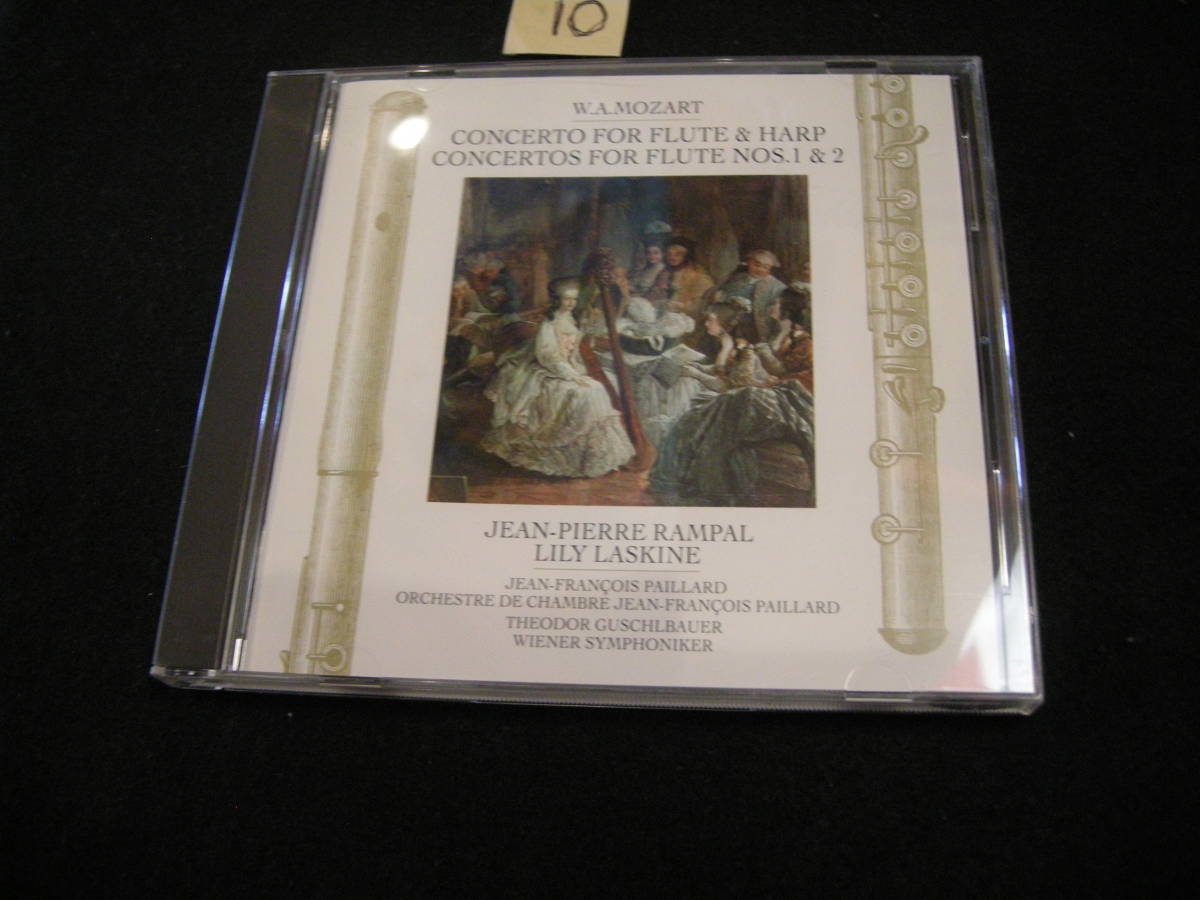 10
W.A.MOZART
CONCERTO FOR FLUTE & HARP
CONCERTOS FOR FLUTE NOS.1 & 2
JEAN-PIERRE RAMPAL
LILY LASKINE
JEAN-FRANÇOIS PAILLARD
ORCHESTRE DE CHAMBRE JEAN-FRANÇOIS PAILLARD
THEODOR GUSCHLBAUER
WIENER SYMPHONIKER